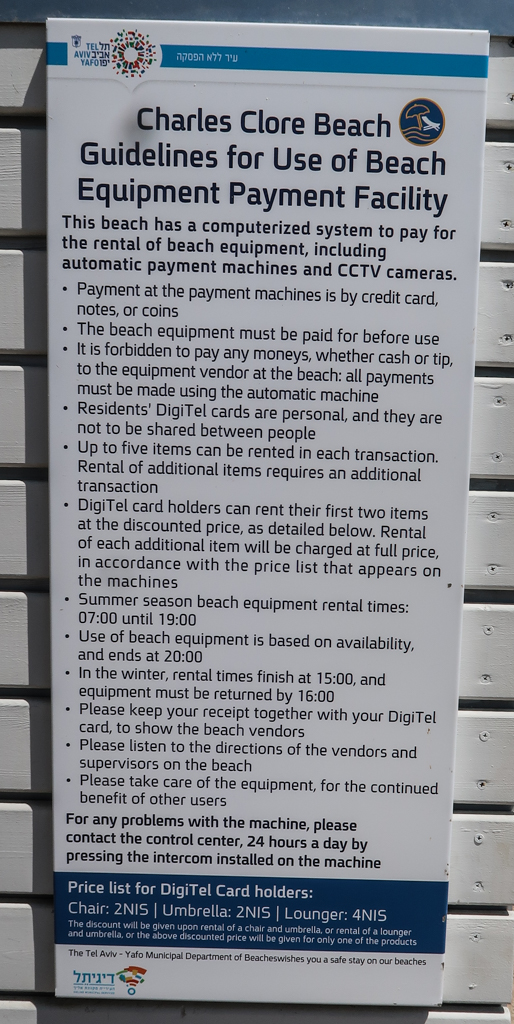 תל
TEL
אביב
AVIV
יפו
YAFO
עיר ללא הפסקה
Charles Clore Beach
Guidelines for Use of Beach
Equipment Payment Facility
This beach has a computerized system to pay for
the rental of beach equipment, including
automatic payment machines and CCTV cameras.
• Payment at the payment machines is by credit card,
notes, or coins
• The beach equipment must be paid for before use
• It is forbidden to pay any moneys, whether cash or tip,
to the equipment vendor at the beach: all payments
must be made using the automatic machine
• Residents' DigiTel cards are personal, and they are
not to be shared between people
• Up to five items can be rented in each transaction.
Rental of additional items requires an additional
transaction
• DigiTel card holders can rent their first two items
at the discounted price, as detailed below. Rental
of each additional item will be charged at full price,
in accordance with the price list that appears on
the machines
• Summer season beach equipment rental times:
07:00 until 19:00
• Use of beach equipment is based on availability,
and ends at 20:00
• In the winter, rental times finish at 15:00, and
equipment must be returned by 16:00
• Please keep your receipt together with your DigiTel
card, to show the beach vendors
• Please listen to the directions of the vendors and
supervisors on the beach
• Please take care of the equipment, for the continued
benefit of other users
For any problems with the machine, please
contact the control center, 24 hours a day by
pressing the intercom installed on the machine
Price list for DigiTel Card holders:
Chair: 2NIS | Umbrella: 2NIS | Lounger: 4NIS
The discount will be given upon rental of a chair and umbrella, or rental of a lounger
and umbrella, or the above discounted price will be given for only one of the products
The Tel Aviv - Yafo Municipal Department of Beacheswishes you a safe stay on our beaches
דיגיתל